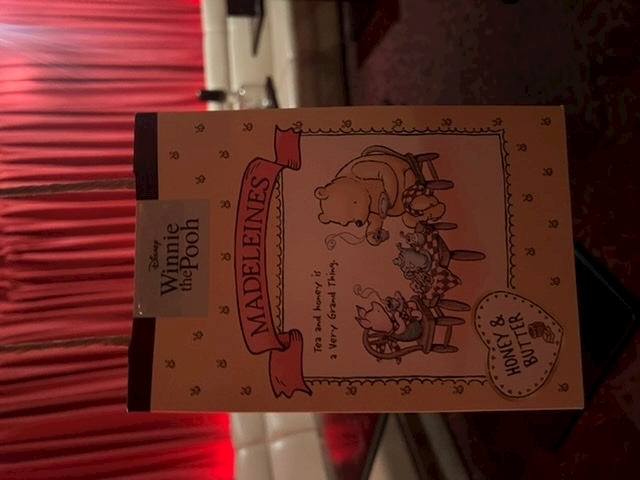 Disney
Winnie
the Pooh
MADELEINES
Tea and honey is
a Very Grand Thing.
HONEY &
BUTTER